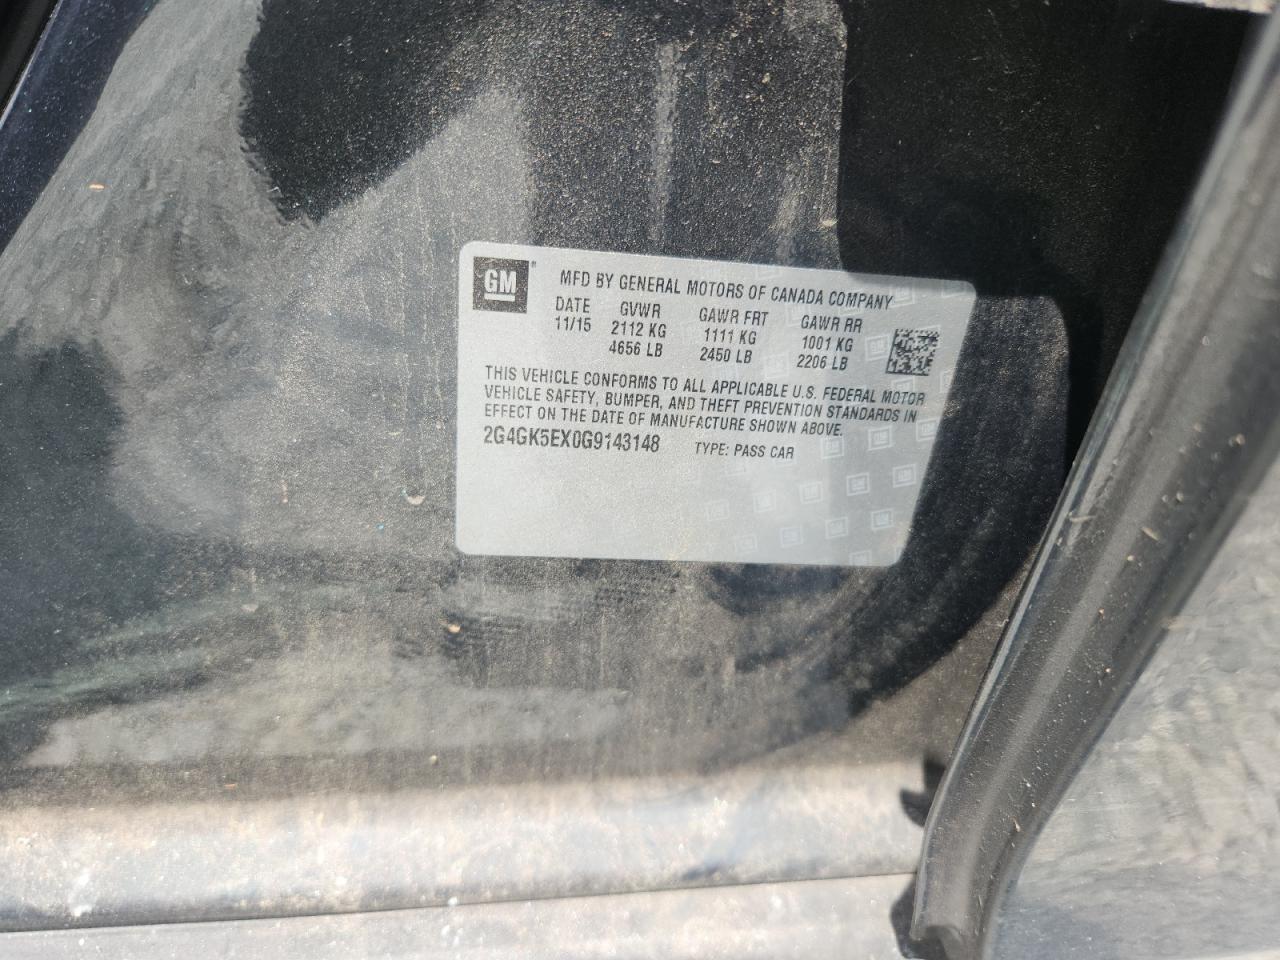 GM
MFD BY GENERAL MOTORS OF CANADA COMPANY
DATE GVWR GAWR FRT GAWR RR
11/15 2112 KG 1111 KG 1001 KG
4656 LB 2450 LB 2206 LB
THIS VEHICLE CONFORMS TO ALL APPLICABLE U.S. FEDERAL MOTOR
VEHICLE SAFETY, BUMPER, AND THEFT PREVENTION STANDARDS IN
EFFECT ON THE DATE OF MANUFACTURE SHOWN ABOVE.
2G4GK5EX0G9143148 TYPE: PASS CAR